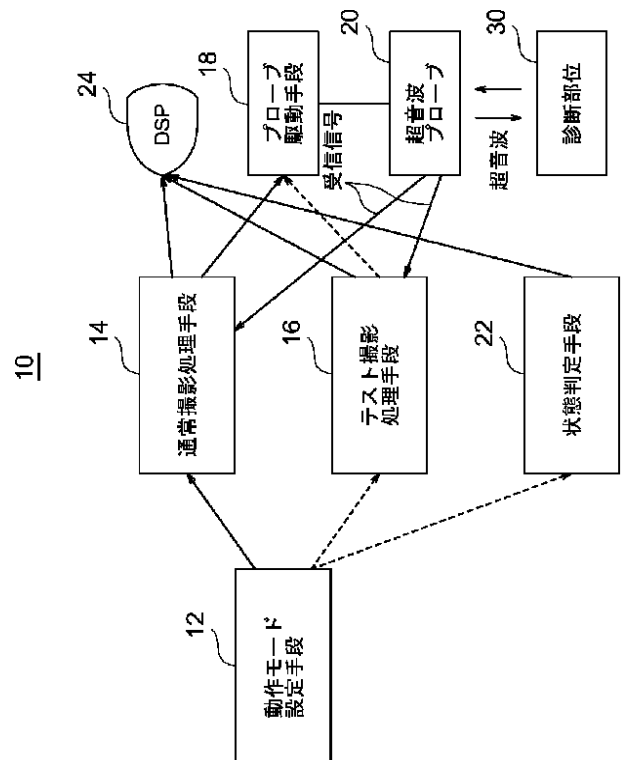 10
12
動作モード
設定手段
14
通常撮影処理手段
16
テスト撮影
処理手段
22
状態判定手段
24
DSP
18
プローブ
駆動手段
受信信号
20
超音波
プローブ
超音波
30
診断部位